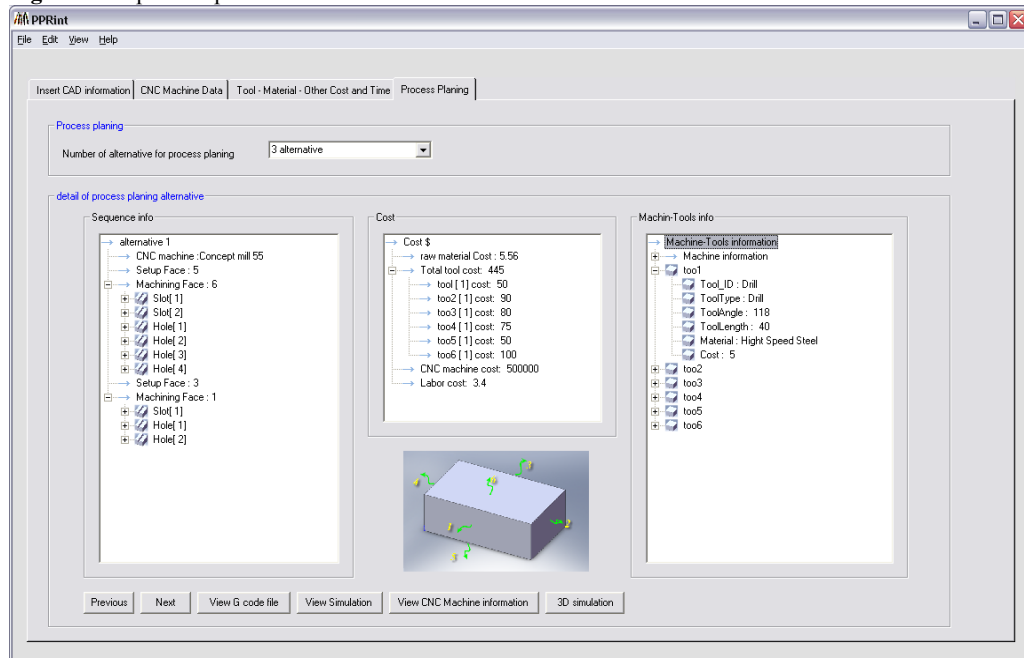 PPRint
File Edit View Help
Insert CAD information CNC Machine Data Tool - Material - Other Cost and Time Process Planing
Process planing
Number of alternative for process planing 3 alternative
detail of process planing alternative
Sequence info
alternative 1
CNC machine :Concept mill 55
Setup Face : 5
Machining Face : 6
Slot[ 1]
Slot[ 2]
Hole[ 1]
Hole[ 2]
Hole[ 3]
Hole[ 4]
Setup Face : 3
Machining Face : 1
Slot[ 1]
Hole[ 1]
Hole[ 2]
Cost
Cost $
raw material Cost : 5.56
Total tool cost: 445
tool [ 1] cost: 50
too2 [ 1] cost: 90
too3 [ 1] cost: 80
too4 [ 1] cost: 75
too5 [ 1] cost: 50
too6 [ 1] cost: 100
CNC machine cost: 500000
Labor cost: 3.4
3
4
6
1
2
5
Machin-Tools info
Machine-Tools information
Machine information
too1
Tool_ID : Drill
ToolType : Drill
ToolAngle : 118
ToolLength : 40
Material : Hight Speed Steel
Cost : 5
too2
too3
too4
too5
too6
Previous Next View G code file View Simulation View CNC Machine information 3D simulation